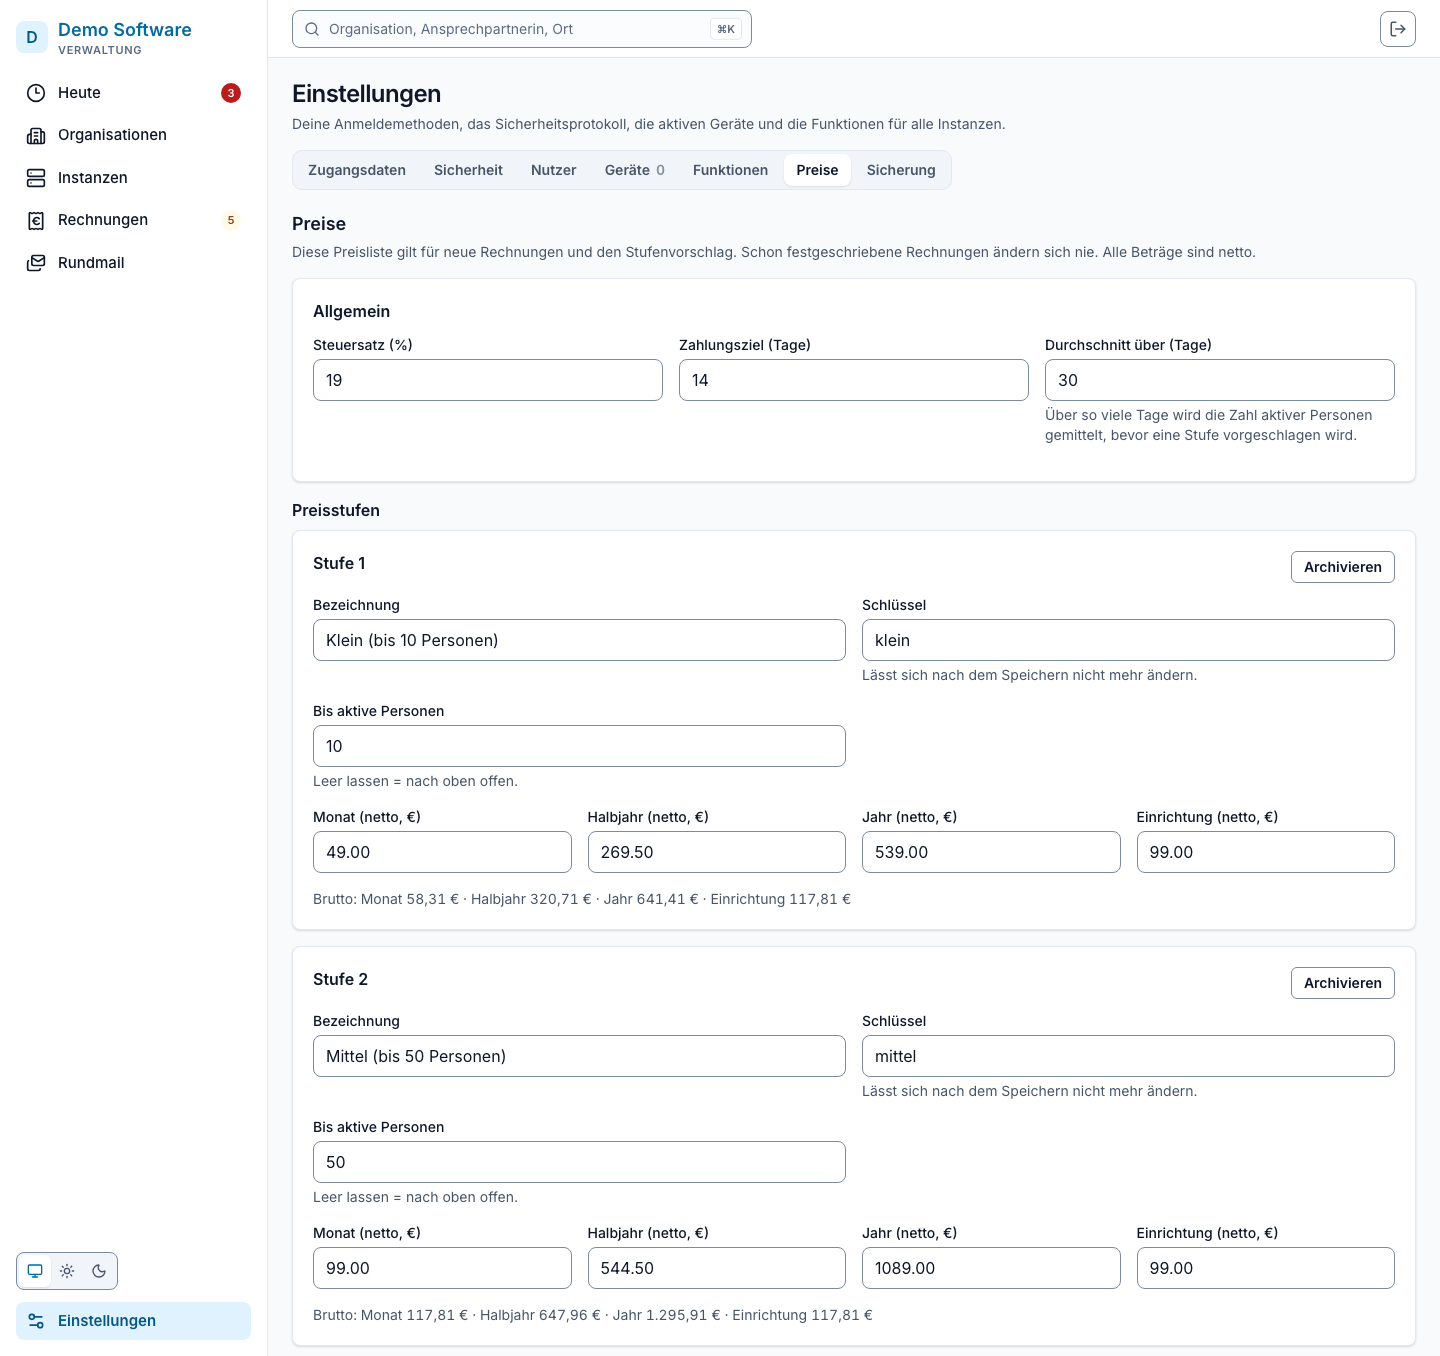 D
Demo Software
VERWALTUNG
Heute 3
Organisationen
Instanzen
Rechnungen 5
Rundmail
Einstellungen
Organisation, Ansprechpartnerin, Ort ⌘K
Einstellungen
Deine Anmeldemethoden, das Sicherheitsprotokoll, die aktiven Geräte und die Funktionen für alle Instanzen.
Zugangsdaten Sicherheit Nutzer Geräte 0 Funktionen Preise Sicherung
Preise
Diese Preisliste gilt für neue Rechnungen und den Stufenvorschlag. Schon festgeschriebene Rechnungen ändern sich nie. Alle Beträge sind netto.
Allgemein
Steuersatz (%) Zahlungsziel (Tage) Durchschnitt über (Tage)
19 14 30
Über so viele Tage wird die Zahl aktiver Personen
gemittelt, bevor eine Stufe vorgeschlagen wird.
Preisstufen
Stufe 1 Archivieren
Bezeichnung Schlüssel
Klein (bis 10 Personen) klein
Lässt sich nach dem Speichern nicht mehr ändern.
Bis aktive Personen
10
Leer lassen = nach oben offen.
Monat (netto, €) Halbjahr (netto, €) Jahr (netto, €) Einrichtung (netto, €)
49.00 269.50 539.00 99.00
Brutto: Monat 58,31 € · Halbjahr 320,71 € · Jahr 641,41 € · Einrichtung 117,81 €
Stufe 2 Archivieren
Bezeichnung Schlüssel
Mittel (bis 50 Personen) mittel
Lässt sich nach dem Speichern nicht mehr ändern.
Bis aktive Personen
50
Leer lassen = nach oben offen.
Monat (netto, €) Halbjahr (netto, €) Jahr (netto, €) Einrichtung (netto, €)
99.00 544.50 1089.00 99.00
Brutto: Monat 117,81 € · Halbjahr 647,96 € · Jahr 1.295,91 € · Einrichtung 117,81 €